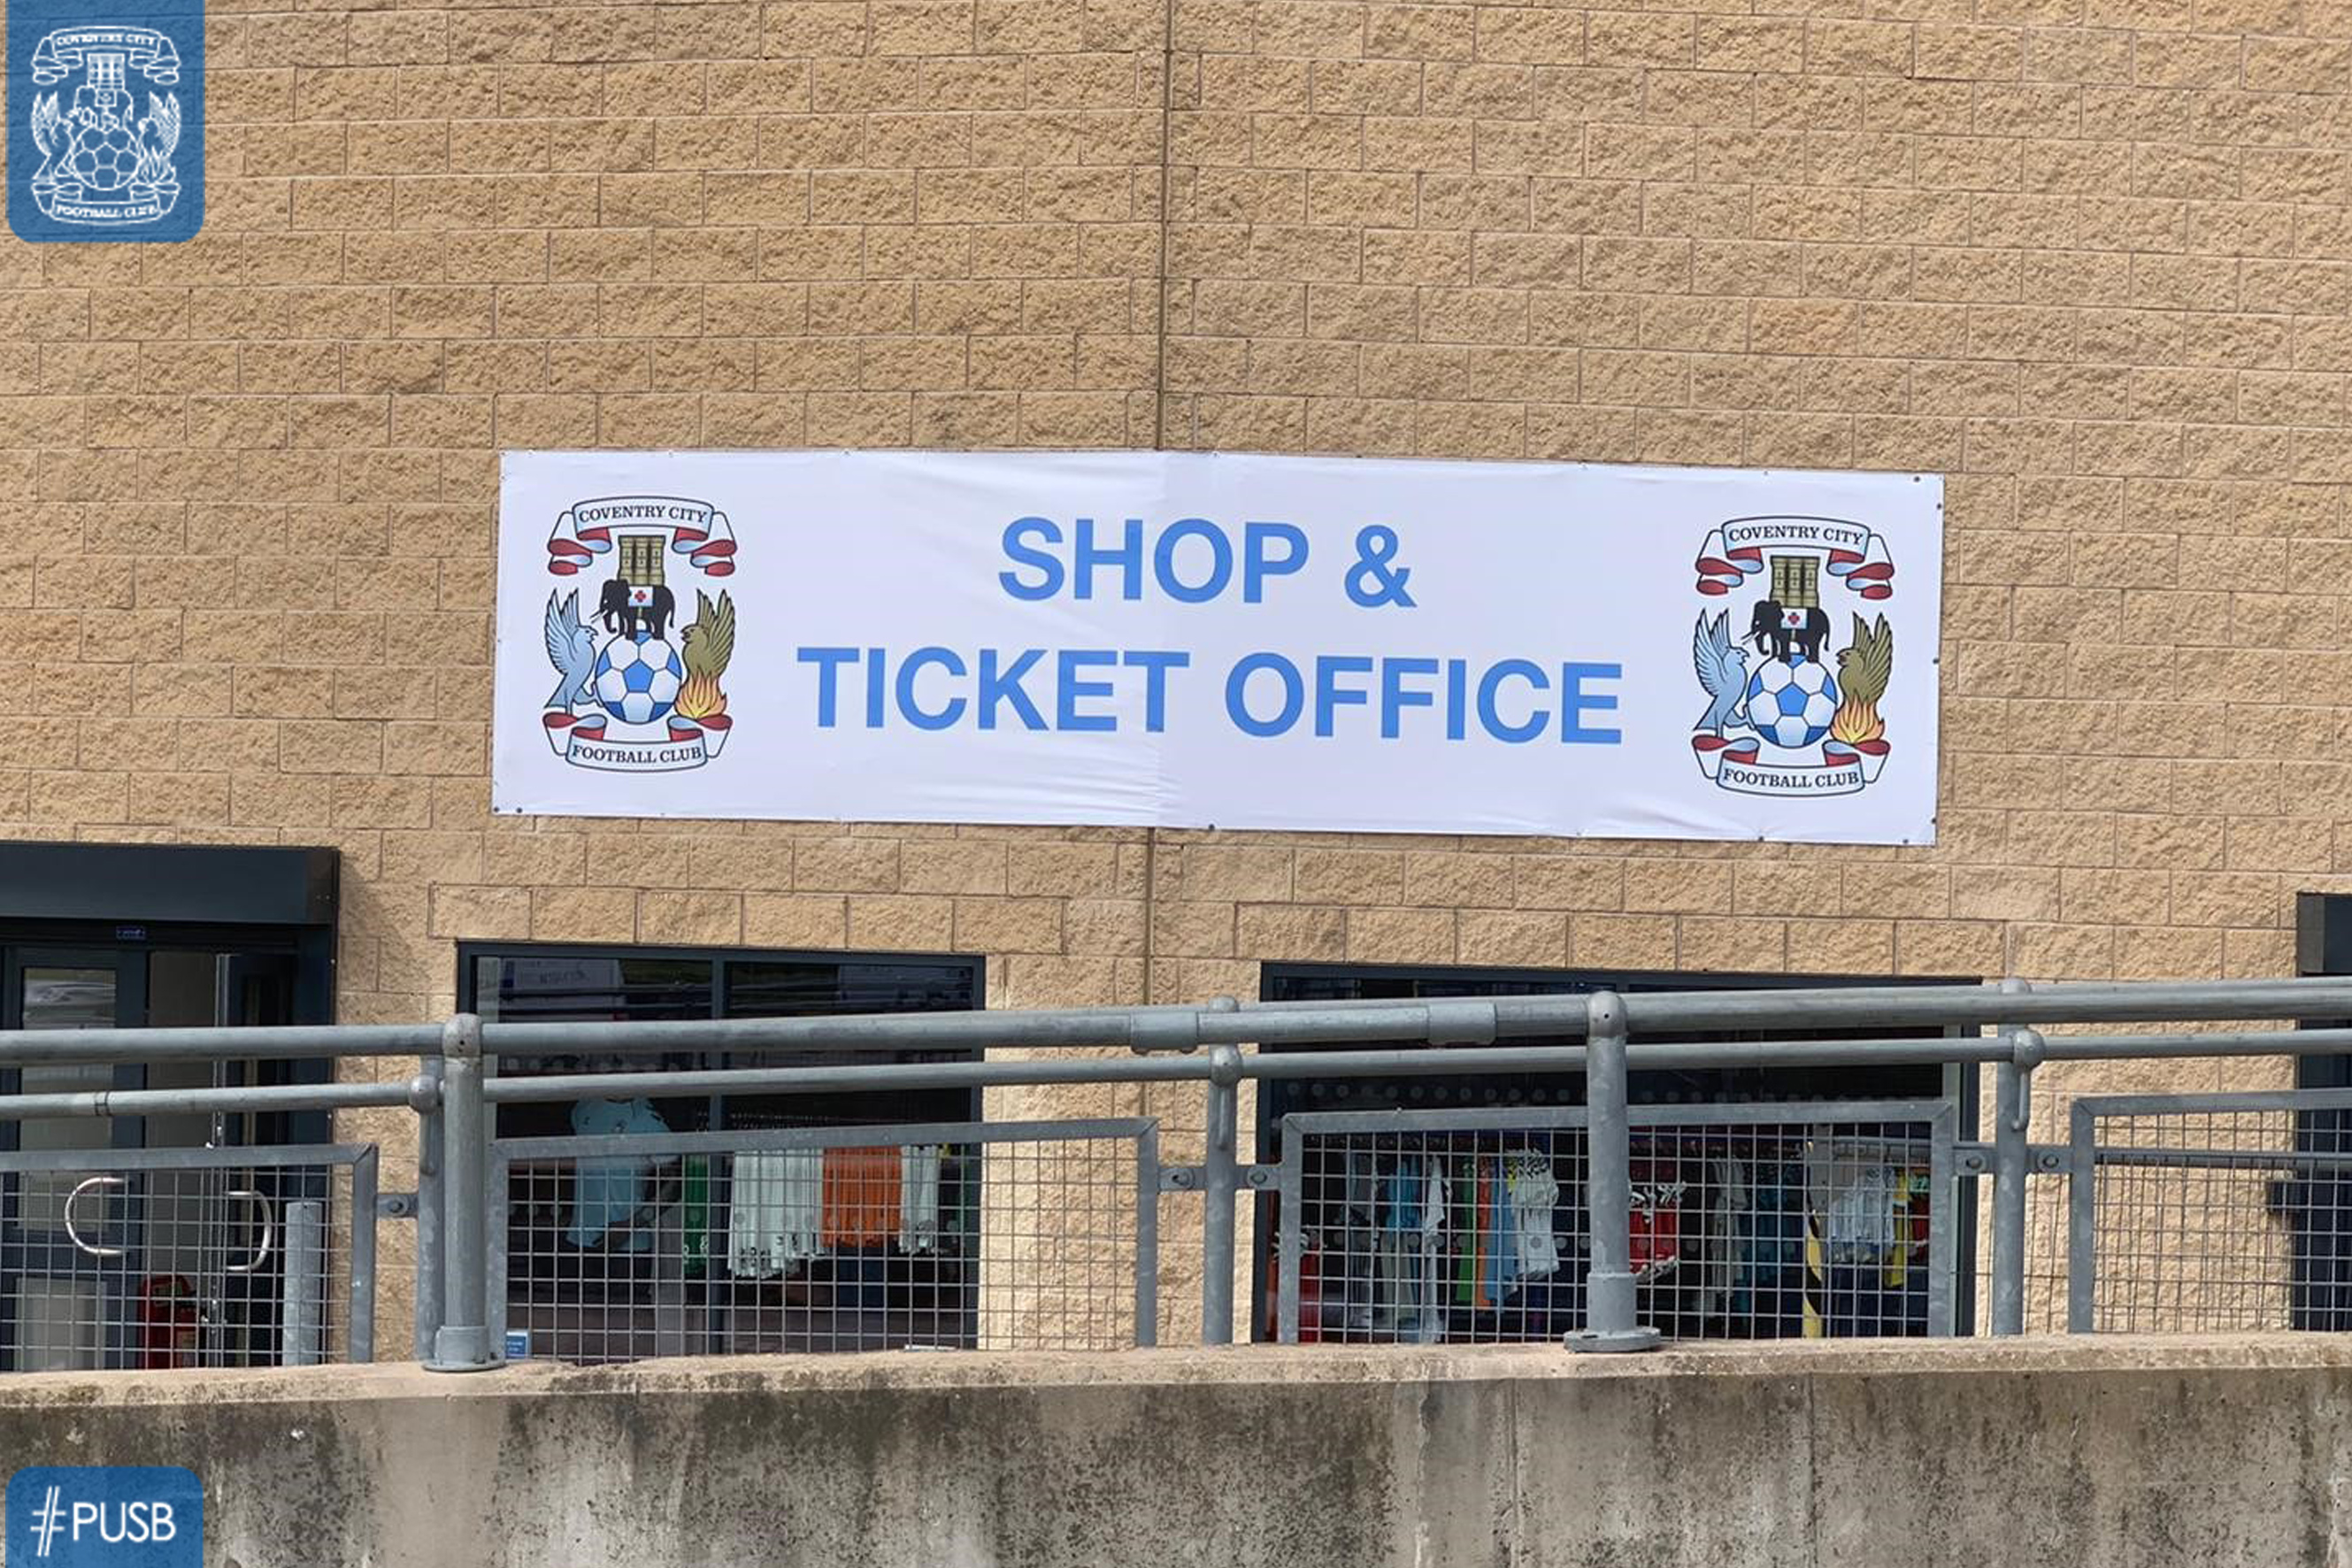 COVENTRY CITY
FOOTBALL CLUB
COVENTRY CITY
FOOTBALL CLUB
SHOP &
TICKET OFFICE
COVENTRY CITY
FOOTBALL CLUB
#PUSB